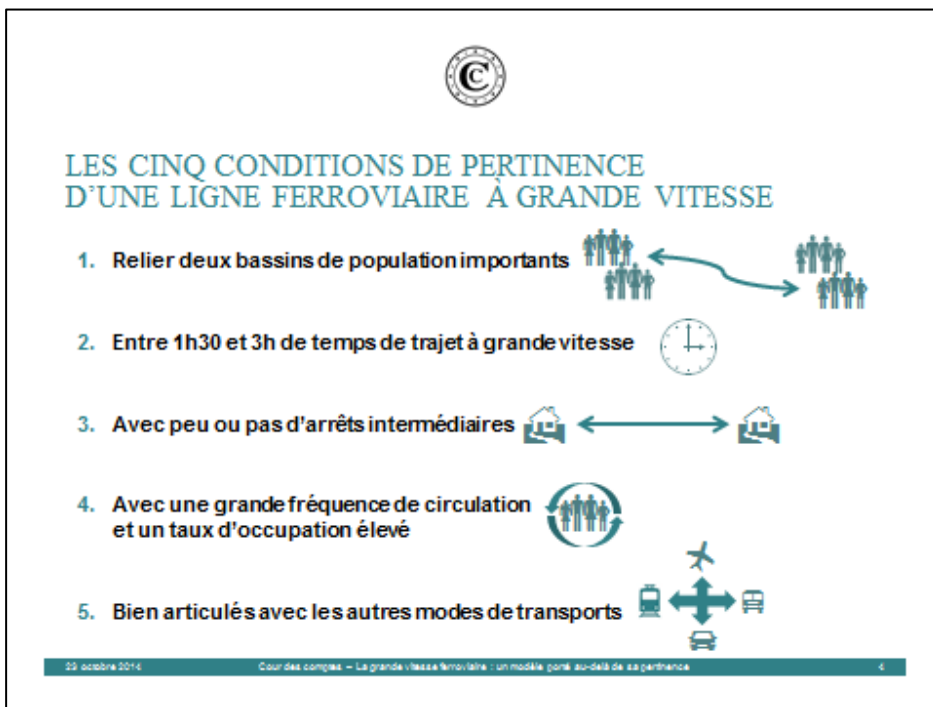 LES CINQ CONDITIONS DE PERTINENCE
D'UNE LIGNE FERROVIAIRE À GRANDE VITESSE
1. Relier deux bassins de population importants
2. Entre 1h30 et 3h de temps de trajet à grande vitesse
3. Avec peu ou pas d'arrêts intermédiaires
4. Avec une grande fréquence de circulation
et un taux d'occupation élevé
5. Bien articulés avec les autres modes de transports
29 octobre 2014 Cour des comptes – La grande vitesse ferroviaire : un modèle porté au-delà de sa pertinence 4